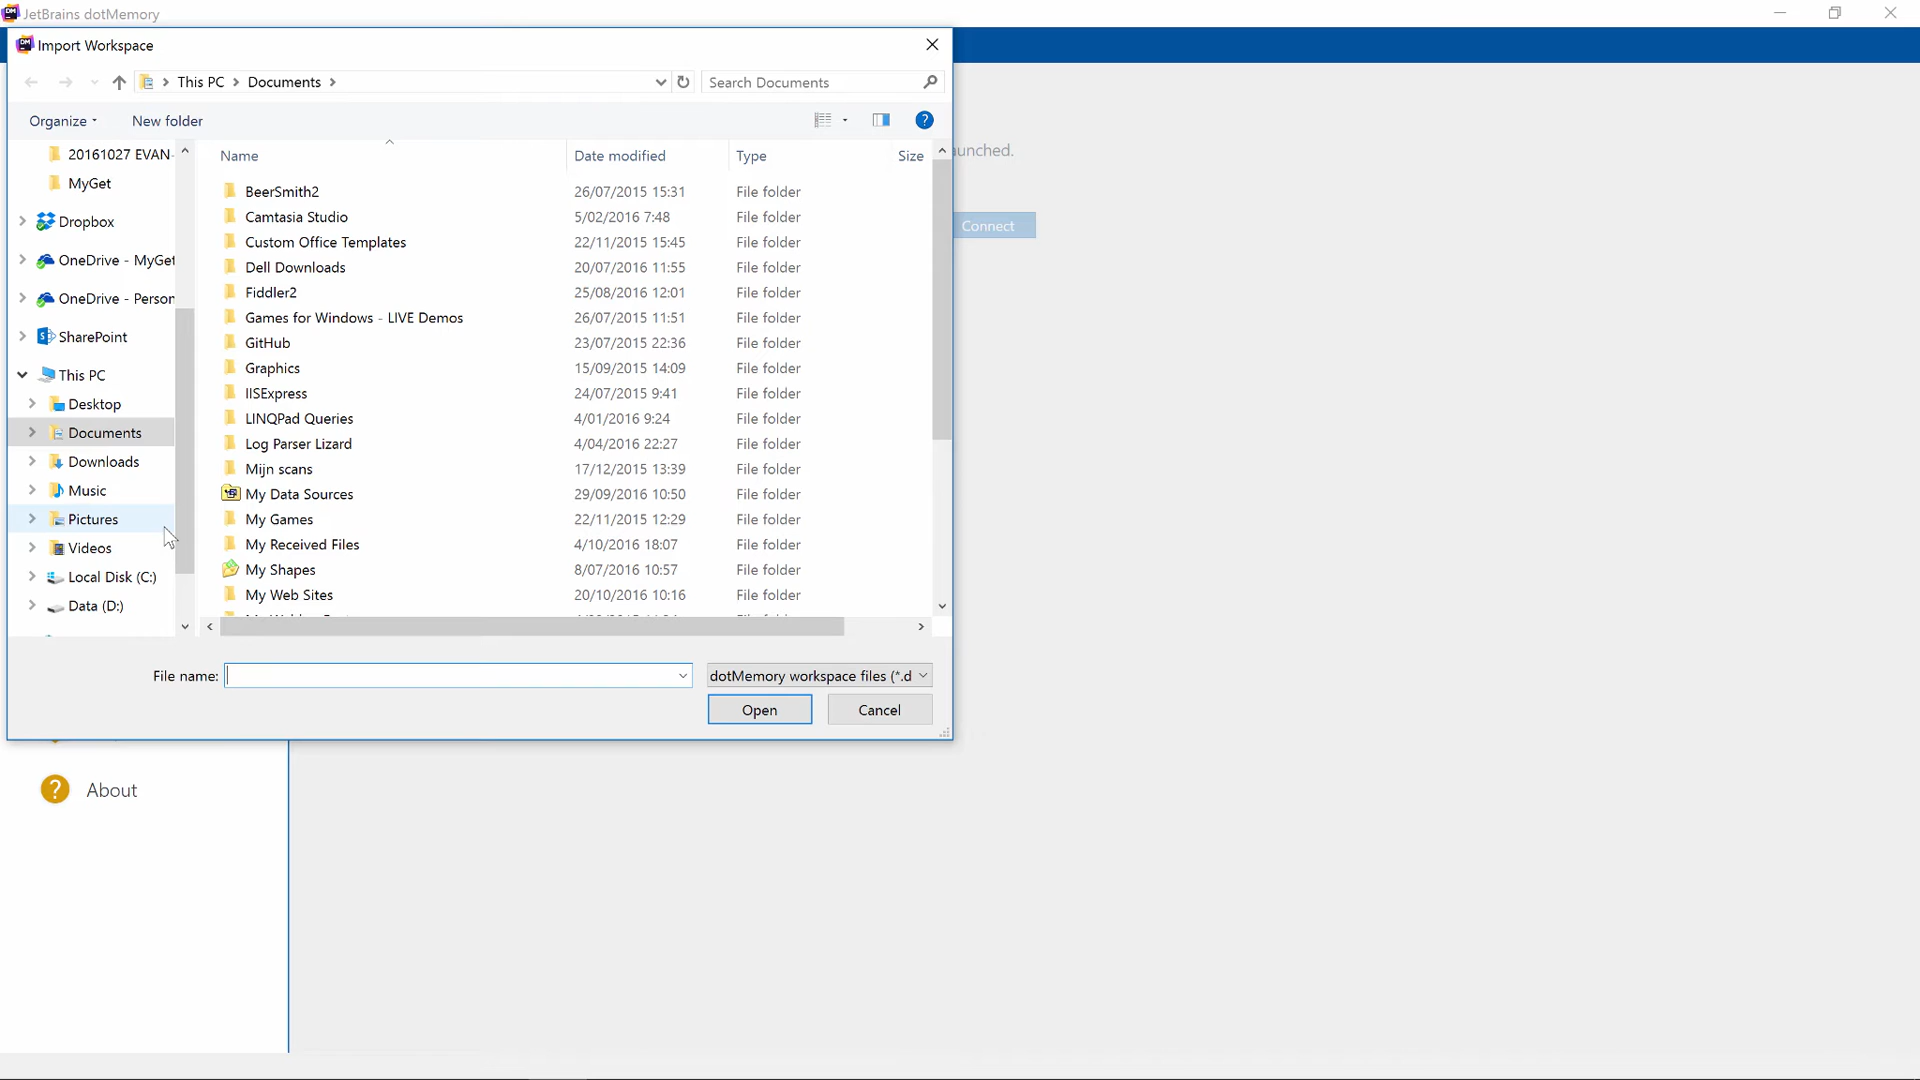 JetBrains dotMemory
Import Workspace
This PC
Documents
Search Documents
Organize
New folder
?
aunched.
Connect
20161027 EVAN
MyGet
Dropbox
OneDrive - MyGet
OneDrive - Person
SharePoint
This PC
Desktop
Documents
Downloads
Music
Pictures
Videos
Local Disk (C:)
Data (D:)
Name Date modified Type Size
BeerSmith2 26/07/2015 15:31 File folder
Camtasia Studio 5/02/2016 7:48 File folder
Custom Office Templates 22/11/2015 15:45 File folder
Dell Downloads 20/07/2016 11:55 File folder
Fiddler2 25/08/2016 12:01 File folder
Games for Windows - LIVE Demos 26/07/2015 11:51 File folder
GitHub 23/07/2015 22:36 File folder
Graphics 15/09/2015 14:09 File folder
IISExpress 24/07/2015 9:41 File folder
LINQPad Queries 4/01/2016 9:24 File folder
Log Parser Lizard 4/04/2016 22:27 File folder
Mijn scans 17/12/2015 13:39 File folder
My Data Sources 29/09/2016 10:50 File folder
My Games 22/11/2015 12:29 File folder
My Received Files 4/10/2016 18:07 File folder
My Shapes 8/07/2016 10:57 File folder
My Web Sites 20/10/2016 10:16 File folder
File name:
dotMemory workspace files (*.d
Open
Cancel
? About